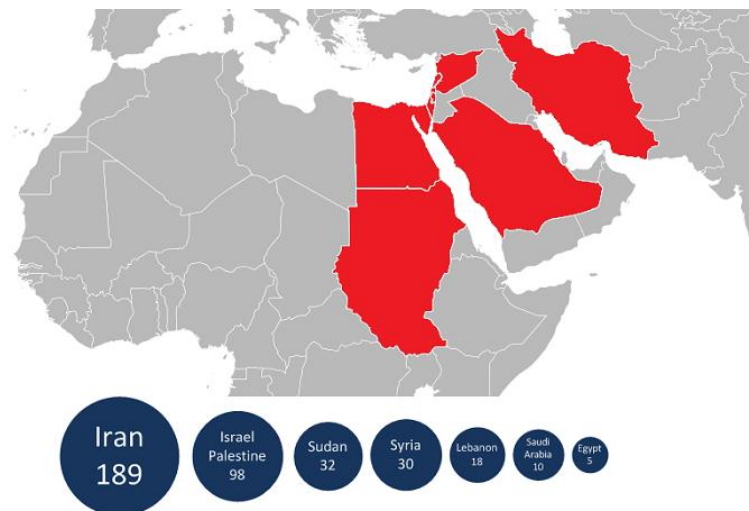 Iran
189
Israel
Palestine
98
Sudan
32
Syria
30
Lebanon
18
Saudi
Arabia
10
Egypt
5